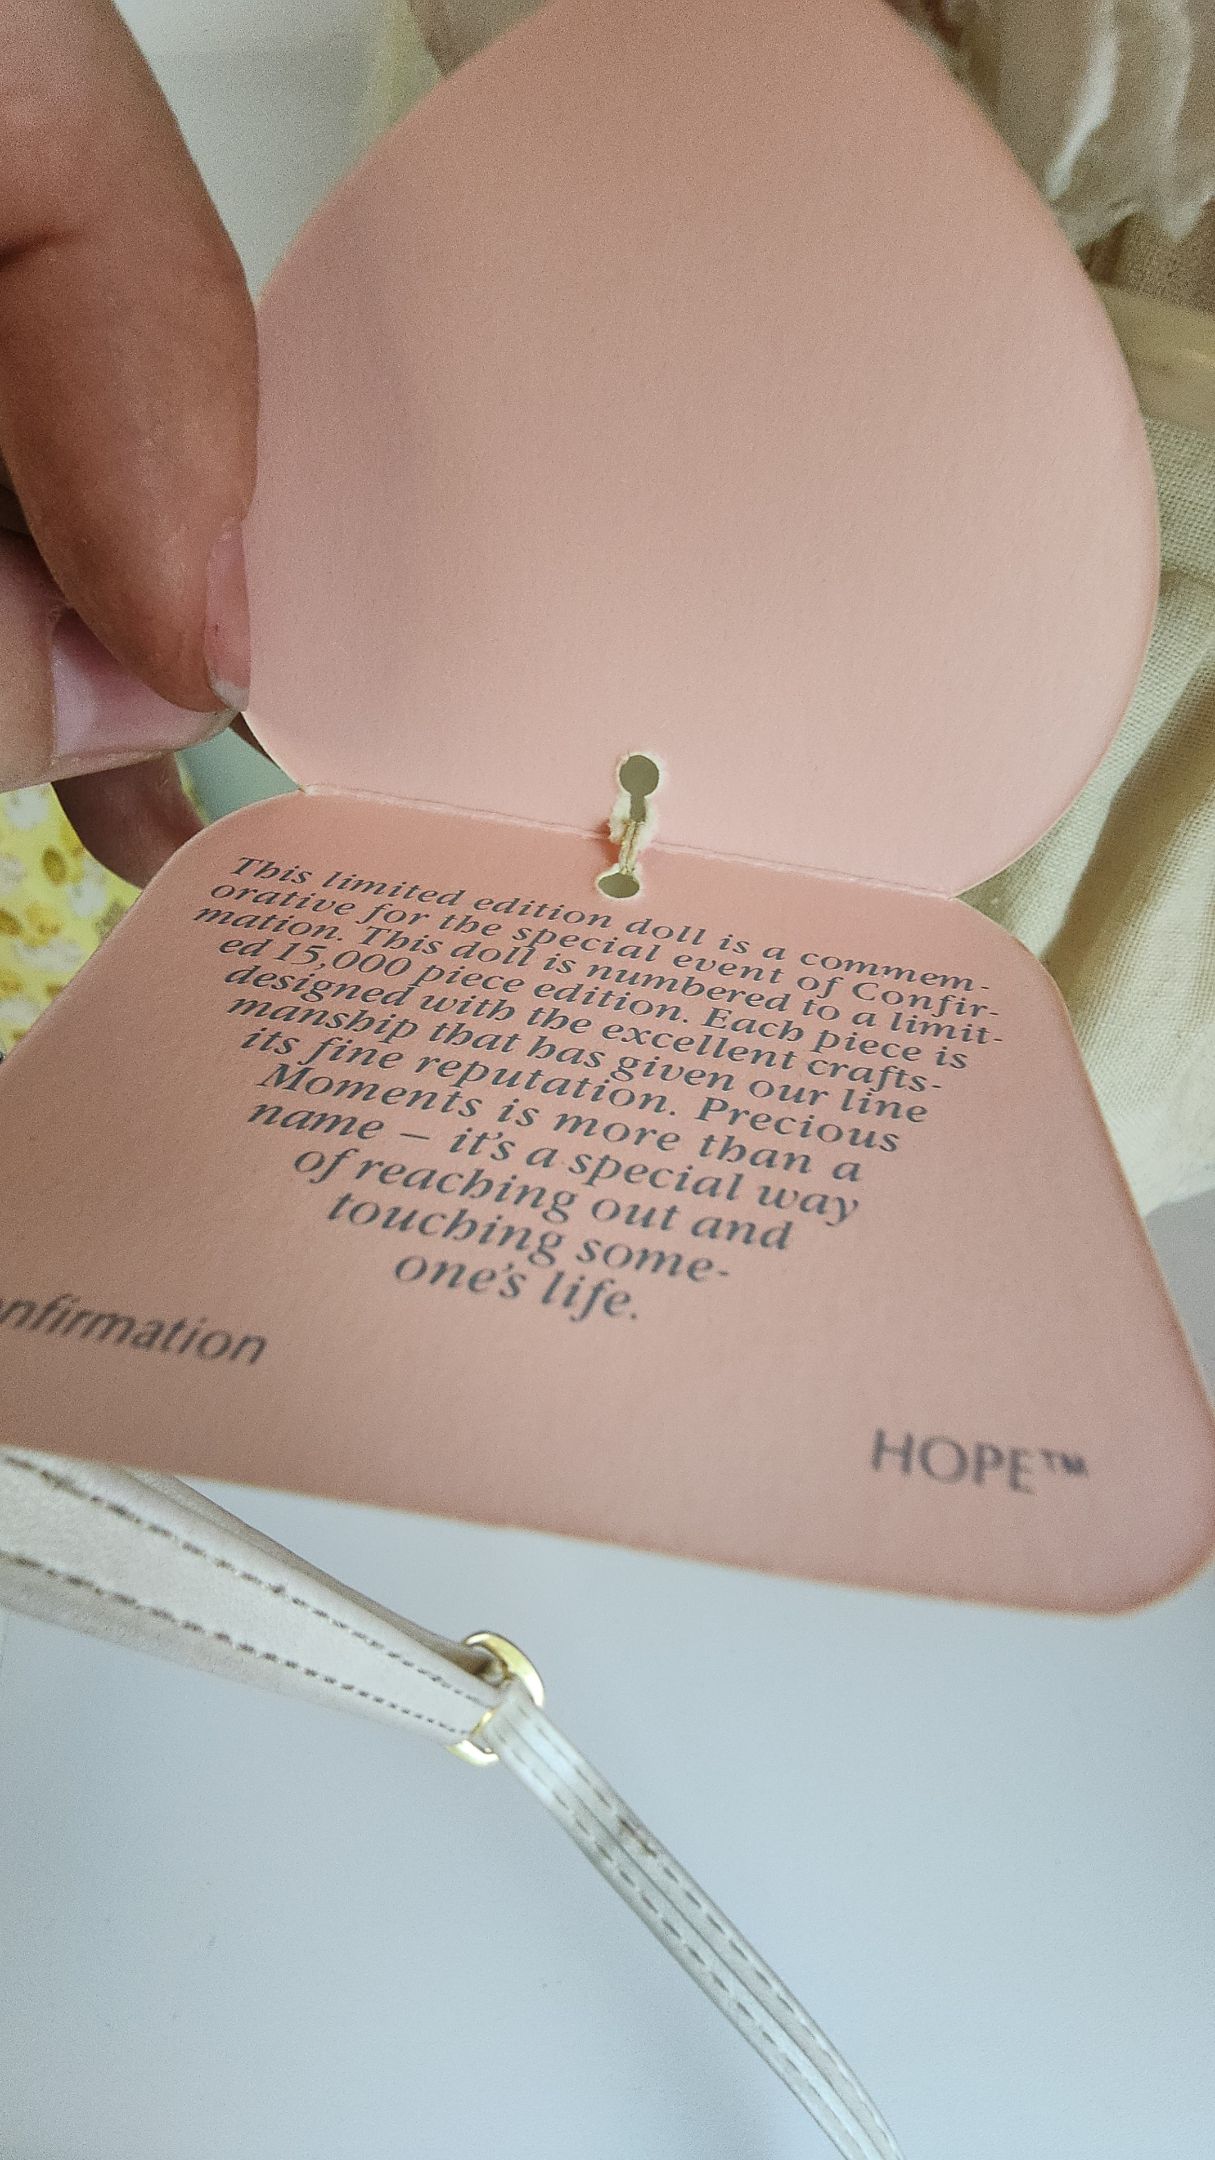 This limited edition doll is a commem-
orative for the special event of Confir-
mation. This doll is numbered to a limit-
ed 15,000 piece edition. Each piece is
designed with the excellent crafts-
manship that has given our line
its fine reputation. Precious
Moments is more than a
name – it's a special way
of reaching out and
touching some-
one's life.
nfirmation
HOPE™